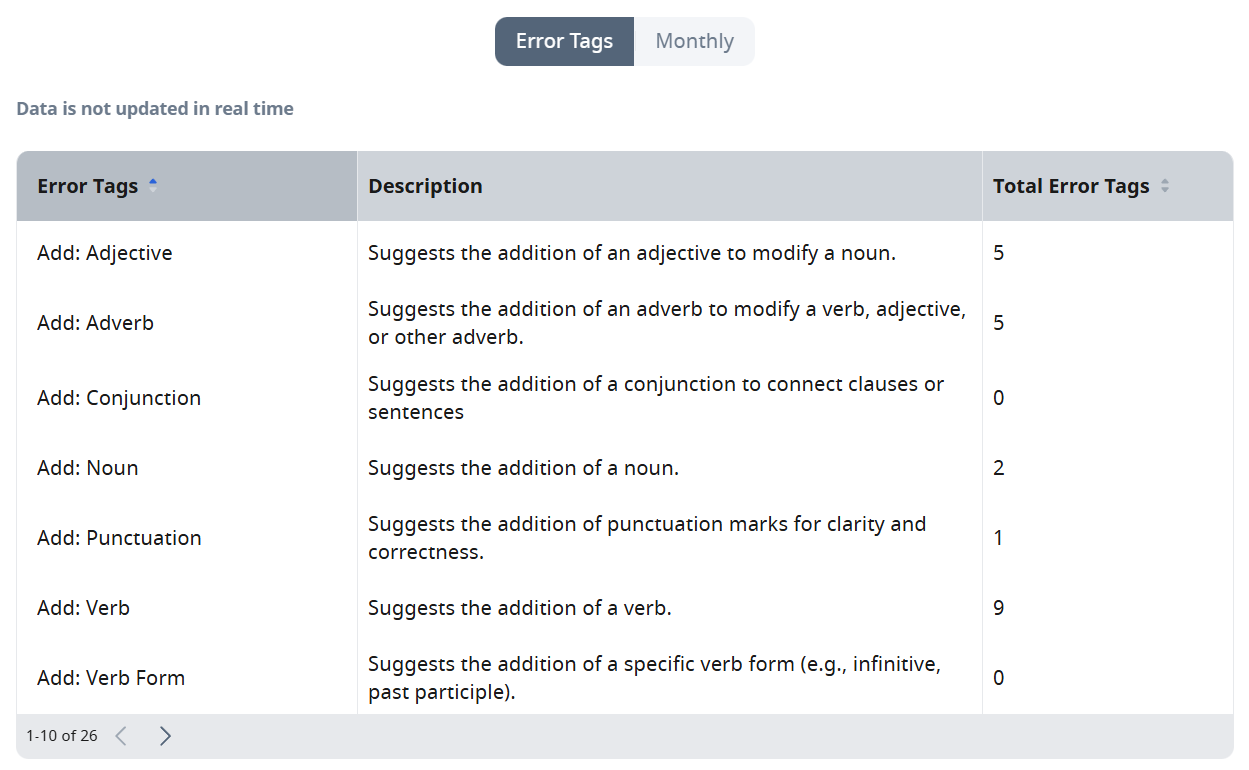 Error Tags
Monthly
Data is not updated in real time
Error Tags
Description
Total Error Tags
Add: Adjective
Suggests the addition of an adjective to modify a noun.
5
Add: Adverb
Suggests the addition of an adverb to modify a verb, adjective,
or other adverb.
5
Add: Conjunction
Suggests the addition of a conjunction to connect clauses or
sentences
0
Add: Noun
Suggests the addition of a noun.
2
Add: Punctuation
Suggests the addition of punctuation marks for clarity and
correctness.
1
Add: Verb
Suggests the addition of a verb.
9
Add: Verb Form
Suggests the addition of a specific verb form (e.g., infinitive,
past participle).
0
1-10 of 26